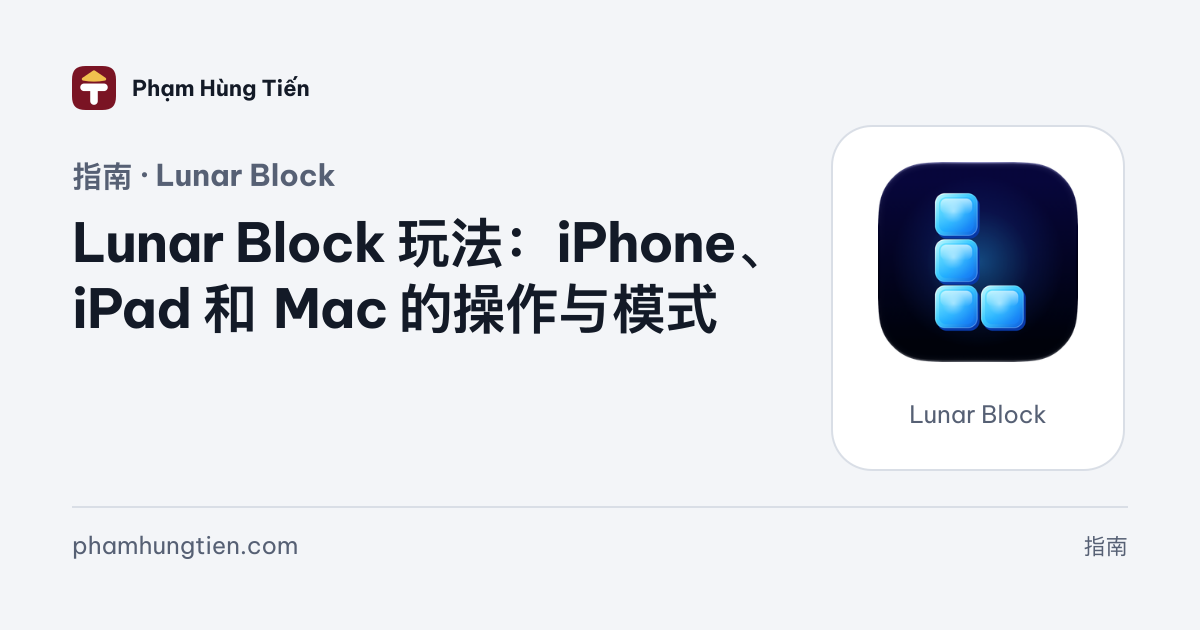 Phạm Hùng Tiến
指南 · Lunar Block
Lunar Block 玩法：iPhone、
iPad 和 Mac 的操作与模式
Lunar Block
phamhungtien.com
指南